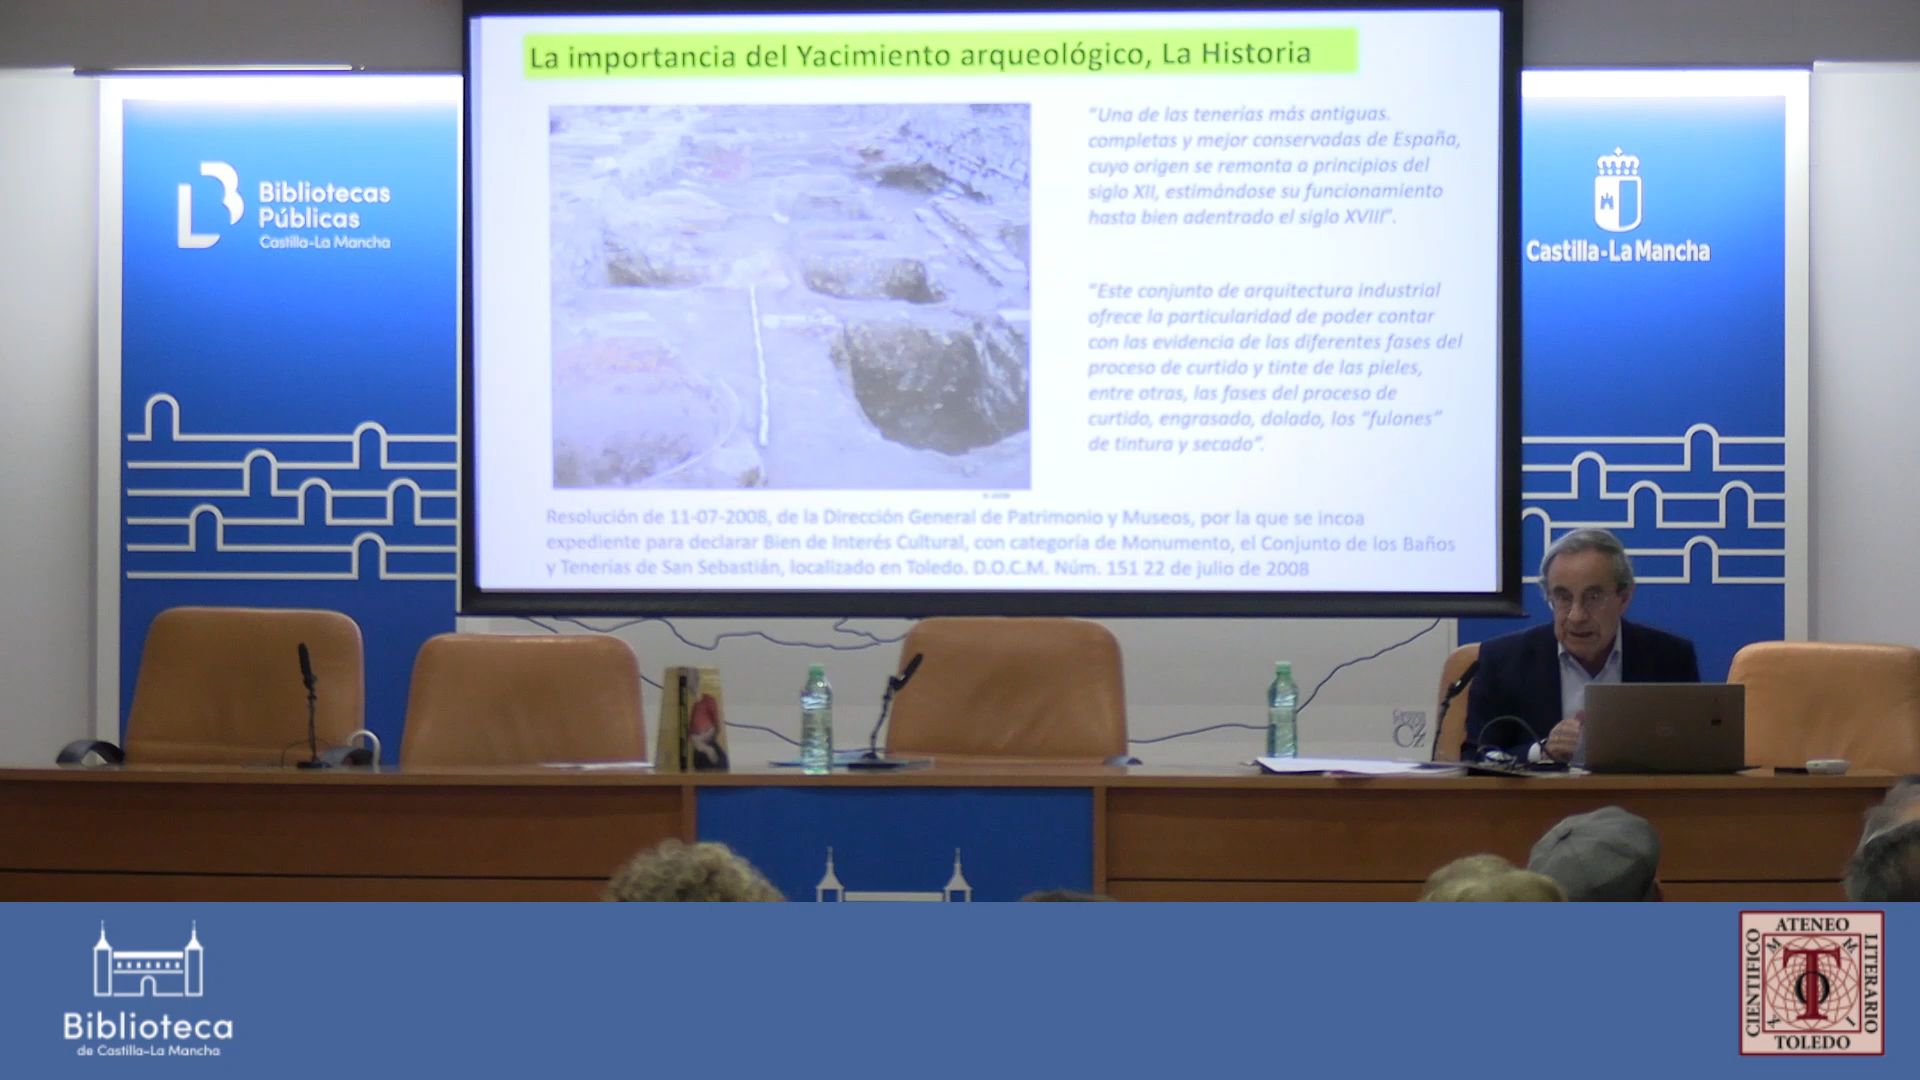 La importancia del Yacimiento arqueológico, La Historia
"Una de las tenerías más antiguas.
completas y mejor conservadas de España,
cuyo origen se remonta a principios del
siglo XII, estimándose su funcionamiento
hasta bien adentrado el siglo XVIII".
"Este conjunto de arquitectura industrial
ofrece la particularidad de poder contar
con las evidencia de las diferentes fases del
proceso de curtido y tinte de las pieles,
entre otras, las fases del proceso de
curtido, engrasado, dolado, los "fulones"
de tintura y secado".
Resolución de 11-07-2008, de la Dirección General de Patrimonio y Museos, por la que se incoa
expediente para declarar Bien de Interés Cultural, con categoría de Monumento, el Conjunto de los Baños
y Tenerías de San Sebastián, localizado en Toledo. D.O.C.M. Núm. 151 22 de julio de 2008
Bibliotecas
Públicas
Castilla-La Mancha
Castilla-La Mancha
Biblioteca
de Castilla-La Mancha
ATENEO
CIENTÍFICO
LITERARIO
TOLEDO